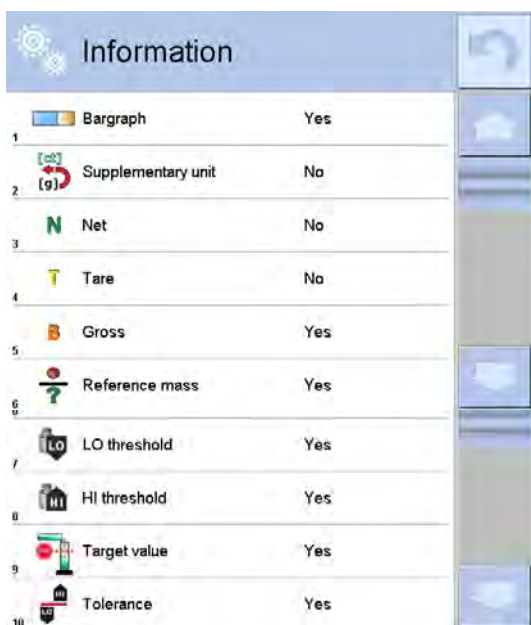 Information
1 Bargraph Yes
[ct]
2 (g) Supplementary unit No
3 N Net No
4 T Tare No
5 B Gross Yes
6 ? Reference mass Yes
7 LO LO threshold Yes
8 HI HI threshold Yes
9 Target value Yes
10 HI LO Tolerance Yes